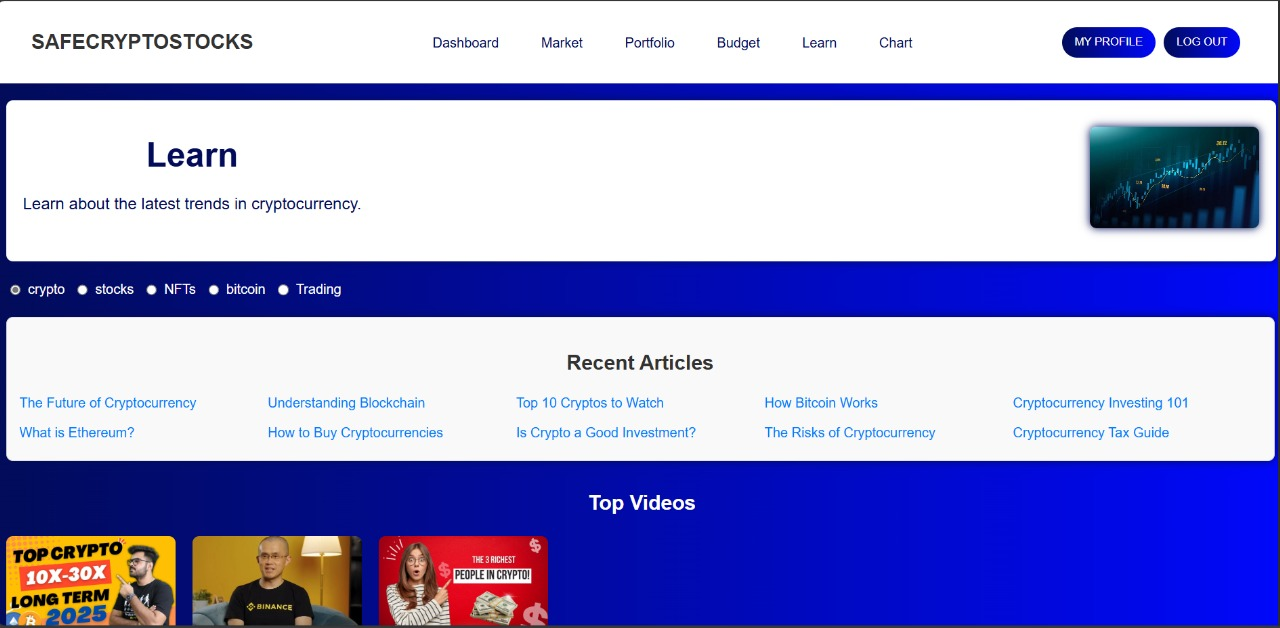 SAFECRYPTOSTOCKS
Dashboard Market Portfolio Budget Learn Chart
MY PROFILE LOG OUT
Learn
Learn about the latest trends in cryptocurrency.
crypto stocks NFTs bitcoin Trading
Recent Articles
The Future of Cryptocurrency Understanding Blockchain Top 10 Cryptos to Watch How Bitcoin Works Cryptocurrency Investing 101
What is Ethereum? How to Buy Cryptocurrencies Is Crypto a Good Investment? The Risks of Cryptocurrency Cryptocurrency Tax Guide
Top Videos
TOP CRYPTO
10X-30X
LONG TERM
2025
BINANCE
THE 3 RICHEST
PEOPLE IN CRYPTO!